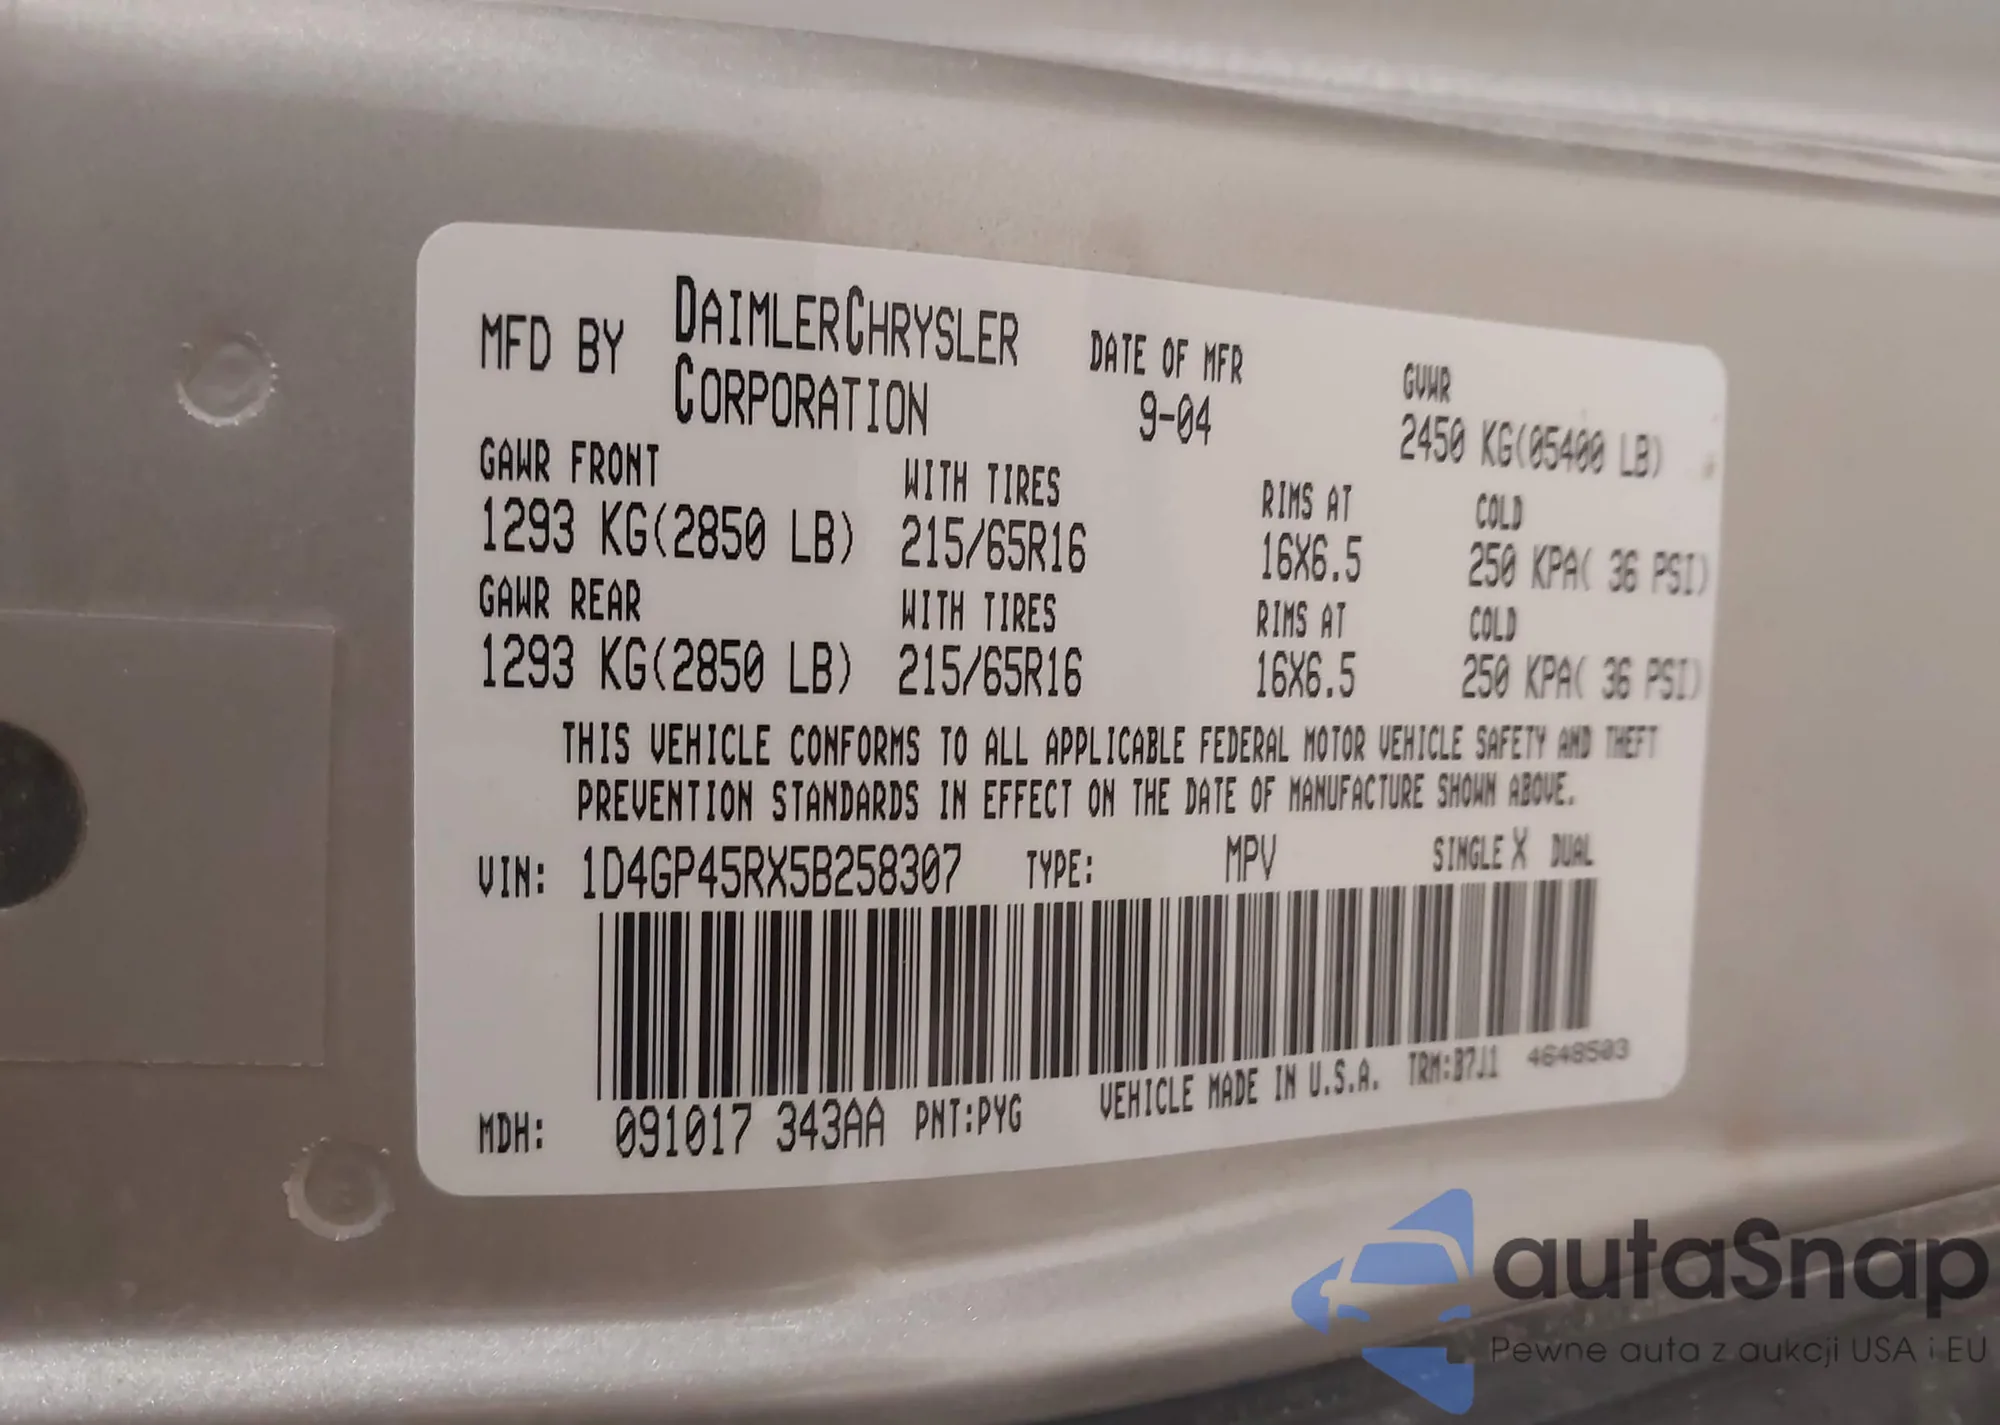 MFD BY DAIMLERCHRYSLER CORPORATION
DATE OF MFR
9-04
GVWR
2450 KG(05400 LB)
GAWR FRONT WITH TIRES RIMS AT COLD
1293 KG(2850 LB) 215/65R16 16X6.5 250 KPA( 36 PSI)
GAWR REAR WITH TIRES RIMS AT COLD
1293 KG(2850 LB) 215/65R16 16X6.5 250 KPA( 36 PSI)
THIS VEHICLE CONFORMS TO ALL APPLICABLE FEDERAL MOTOR VEHICLE SAFETY AND THEFT
PREVENTION STANDARDS IN EFFECT ON THE DATE OF MANUFACTURE SHOWN ABOVE.
VIN: 1D4GP45RX5B258307 TYPE: MPV SINGLE X DUAL
MDH: 091017 343AA PNT:PYG VEHICLE MADE IN U.S.A. TRM:B7J1 4648503
autaSnap
Pewne auta z aukcji USA i EU